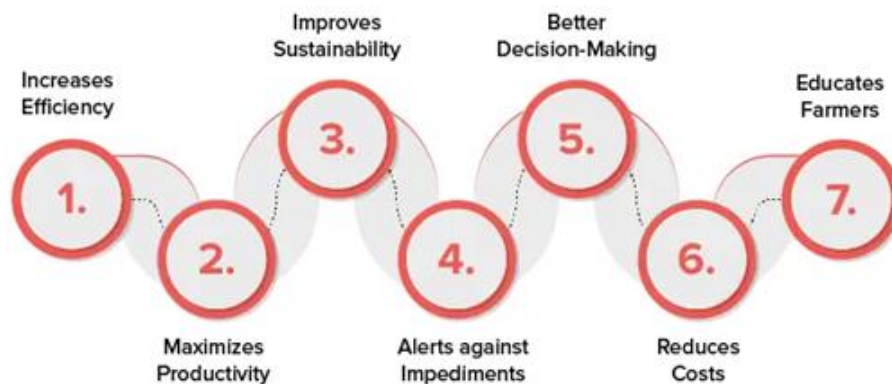 Increases
Efficiency
1.
2.
Maximizes
Productivity
Improves
Sustainability
3.
4.
Alerts against
Impediments
Better
Decision-Making
5.
6.
Reduces
Costs
Educates
Farmers
7.